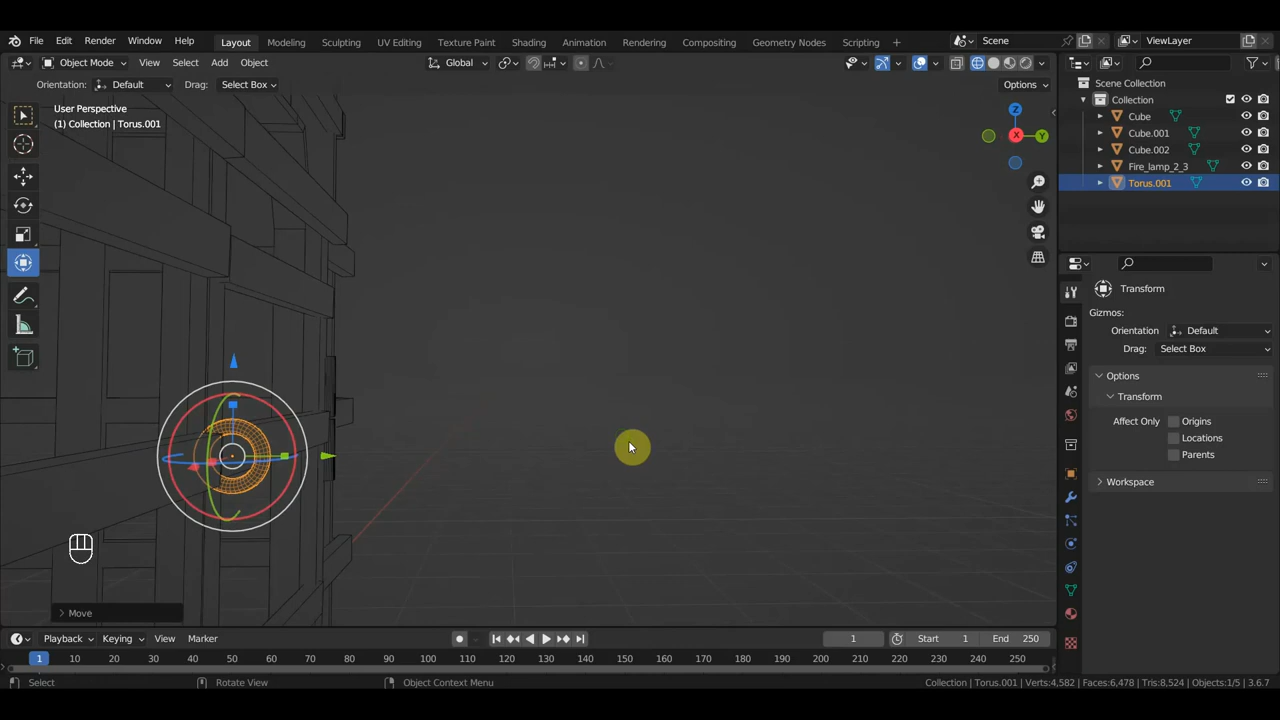 File Edit Render Window Help Layout Modeling Sculpting UV Editing Texture Paint Shading Animation Rendering Compositing Geometry Nodes Scripting + Scene ViewLayer
Object Mode View Select Add Object Global
Orientation: Default Drag: Select Box Options
User Perspective
(1) Collection | Torus.001
Z
X
Y
Move
Scene Collection
Collection
Cube
Cube.001
Cube.002
Fire_lamp_2_3
Torus.001
Transform
Gizmos:
Orientation Default
Drag: Select Box
Options
Transform
Affect Only Origins
Locations
Parents
Workspace
Playback Keying View Marker 1 Start 1 End 250
1 10 20 30 40 50 60 70 80 90 100 110 120 130 140 150 160 170 180 190 200 210 220 230 240 250
Select Rotate View Object Context Menu Collection | Torus.001 | Verts:4,582 | Faces:6,478 | Tris:8,524 | Objects:1/5 | 3.6.7